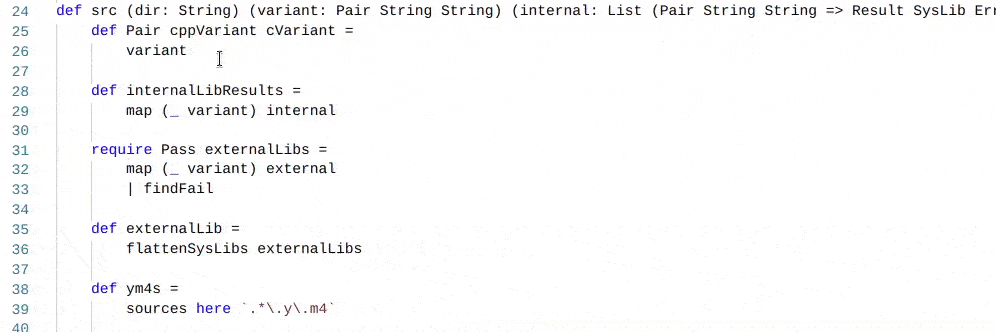 24 def src (dir: String) (variant: Pair String String) (internal: List (Pair String String => Result SysLib Err
25     def Pair cppVariant cVariant =
26         variant
27
28     def internalLibResults =
29         map (_ variant) internal
30
31     require Pass externalLibs =
32         map (_ variant) external
33         | findFail
34
35     def externalLib =
36         flattenSysLibs externalLibs
37
38     def ym4s =
39         sources here `.*\.y\.m4`
40